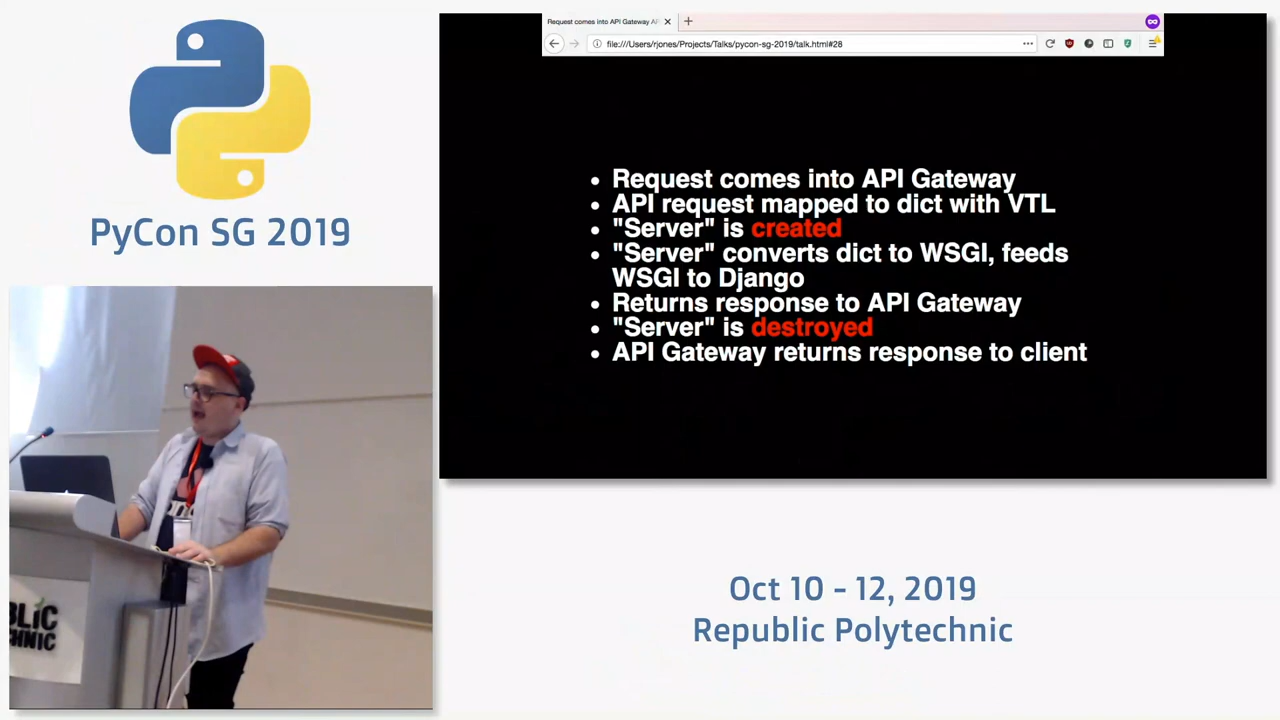 PyCon SG 2019
Request comes into API Gateway AP
file:///Users/rjones/Projects/Talks/pycon-sg-2019/talk.html#28
• Request comes into API Gateway
• API request mapped to dict with VTL
• "Server" is created
• "Server" converts dict to WSGI, feeds
WSGI to Django
• Returns response to API Gateway
• "Server" is destroyed
• API Gateway returns response to client
BLIC
HNIC
Oct 10 - 12, 2019
Republic Polytechnic